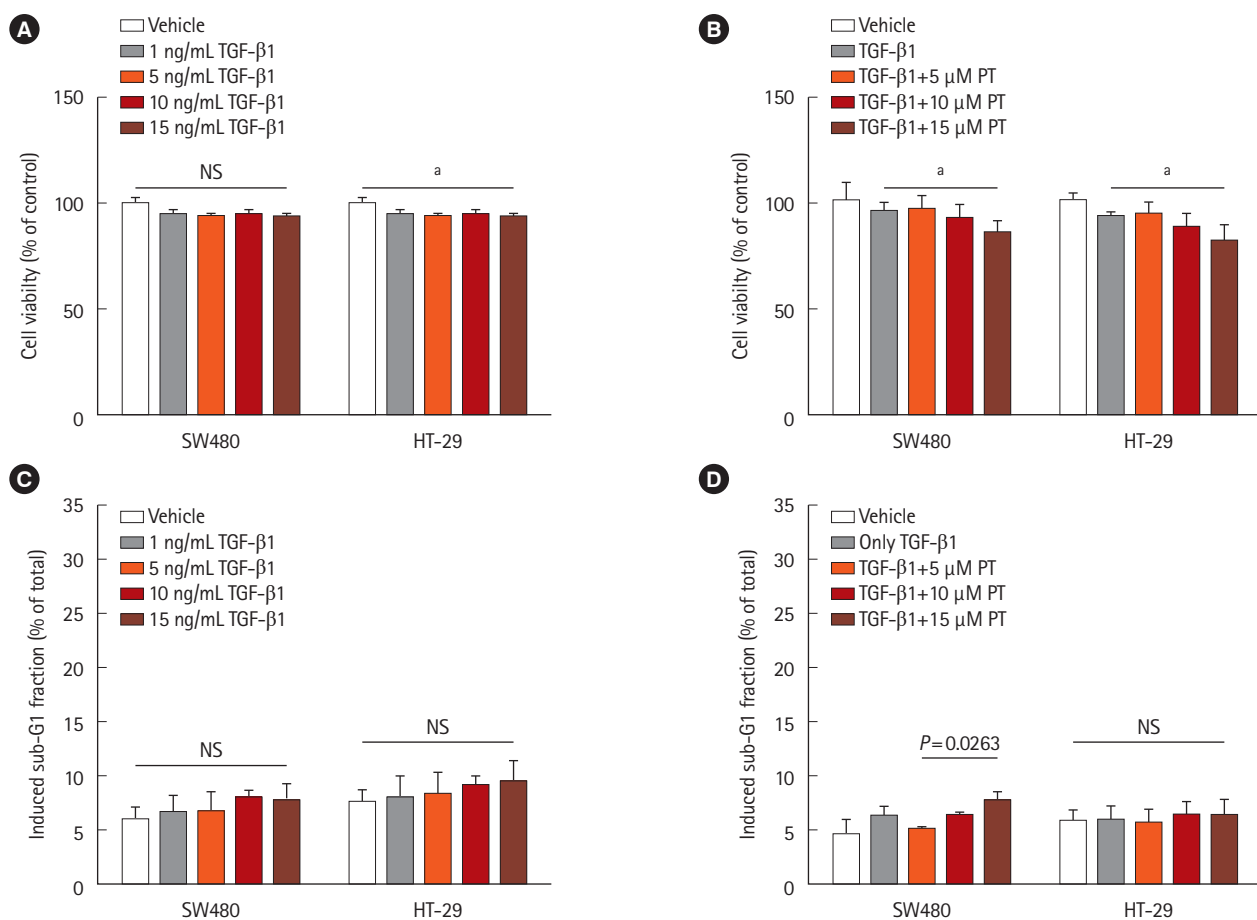 A
Vehicle
1 ng/mL TGF-β1
5 ng/mL TGF-β1
10 ng/mL TGF-β1
15 ng/mL TGF-β1
Cell viability (% of control)
150
100
50
0
NS
a
SW480
HT-29
B
Vehicle
TGF-β1
TGF-β1+5 μM PT
TGF-β1+10 μM PT
TGF-β1+15 μM PT
Cell viability (% of control)
150
100
50
0
a
a
SW480
HT-29
C
Vehicle
1 ng/mL TGF-β1
5 ng/mL TGF-β1
10 ng/mL TGF-β1
15 ng/mL TGF-β1
Induced sub-G1 fraction (% of total)
35
30
25
20
15
10
5
0
NS
NS
SW480
HT-29
D
Vehicle
Only TGF-β1
TGF-β1+5 μM PT
TGF-β1+10 μM PT
TGF-β1+15 μM PT
Induced sub-G1 fraction (% of total)
35
30
25
20
15
10
5
0
P=0.0263
NS
SW480
HT-29